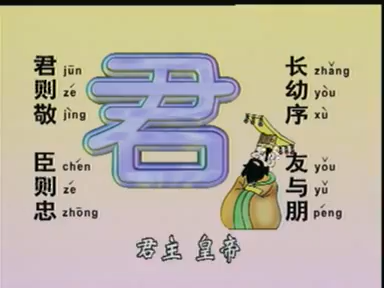 长 zhǎng
幼 yòu
序 xù
友 yǒu
与 yǔ
朋 péng
君
君 jūn
则 zé
敬 jìng
臣 chén
则 zé
忠 zhōng
君主 皇帝